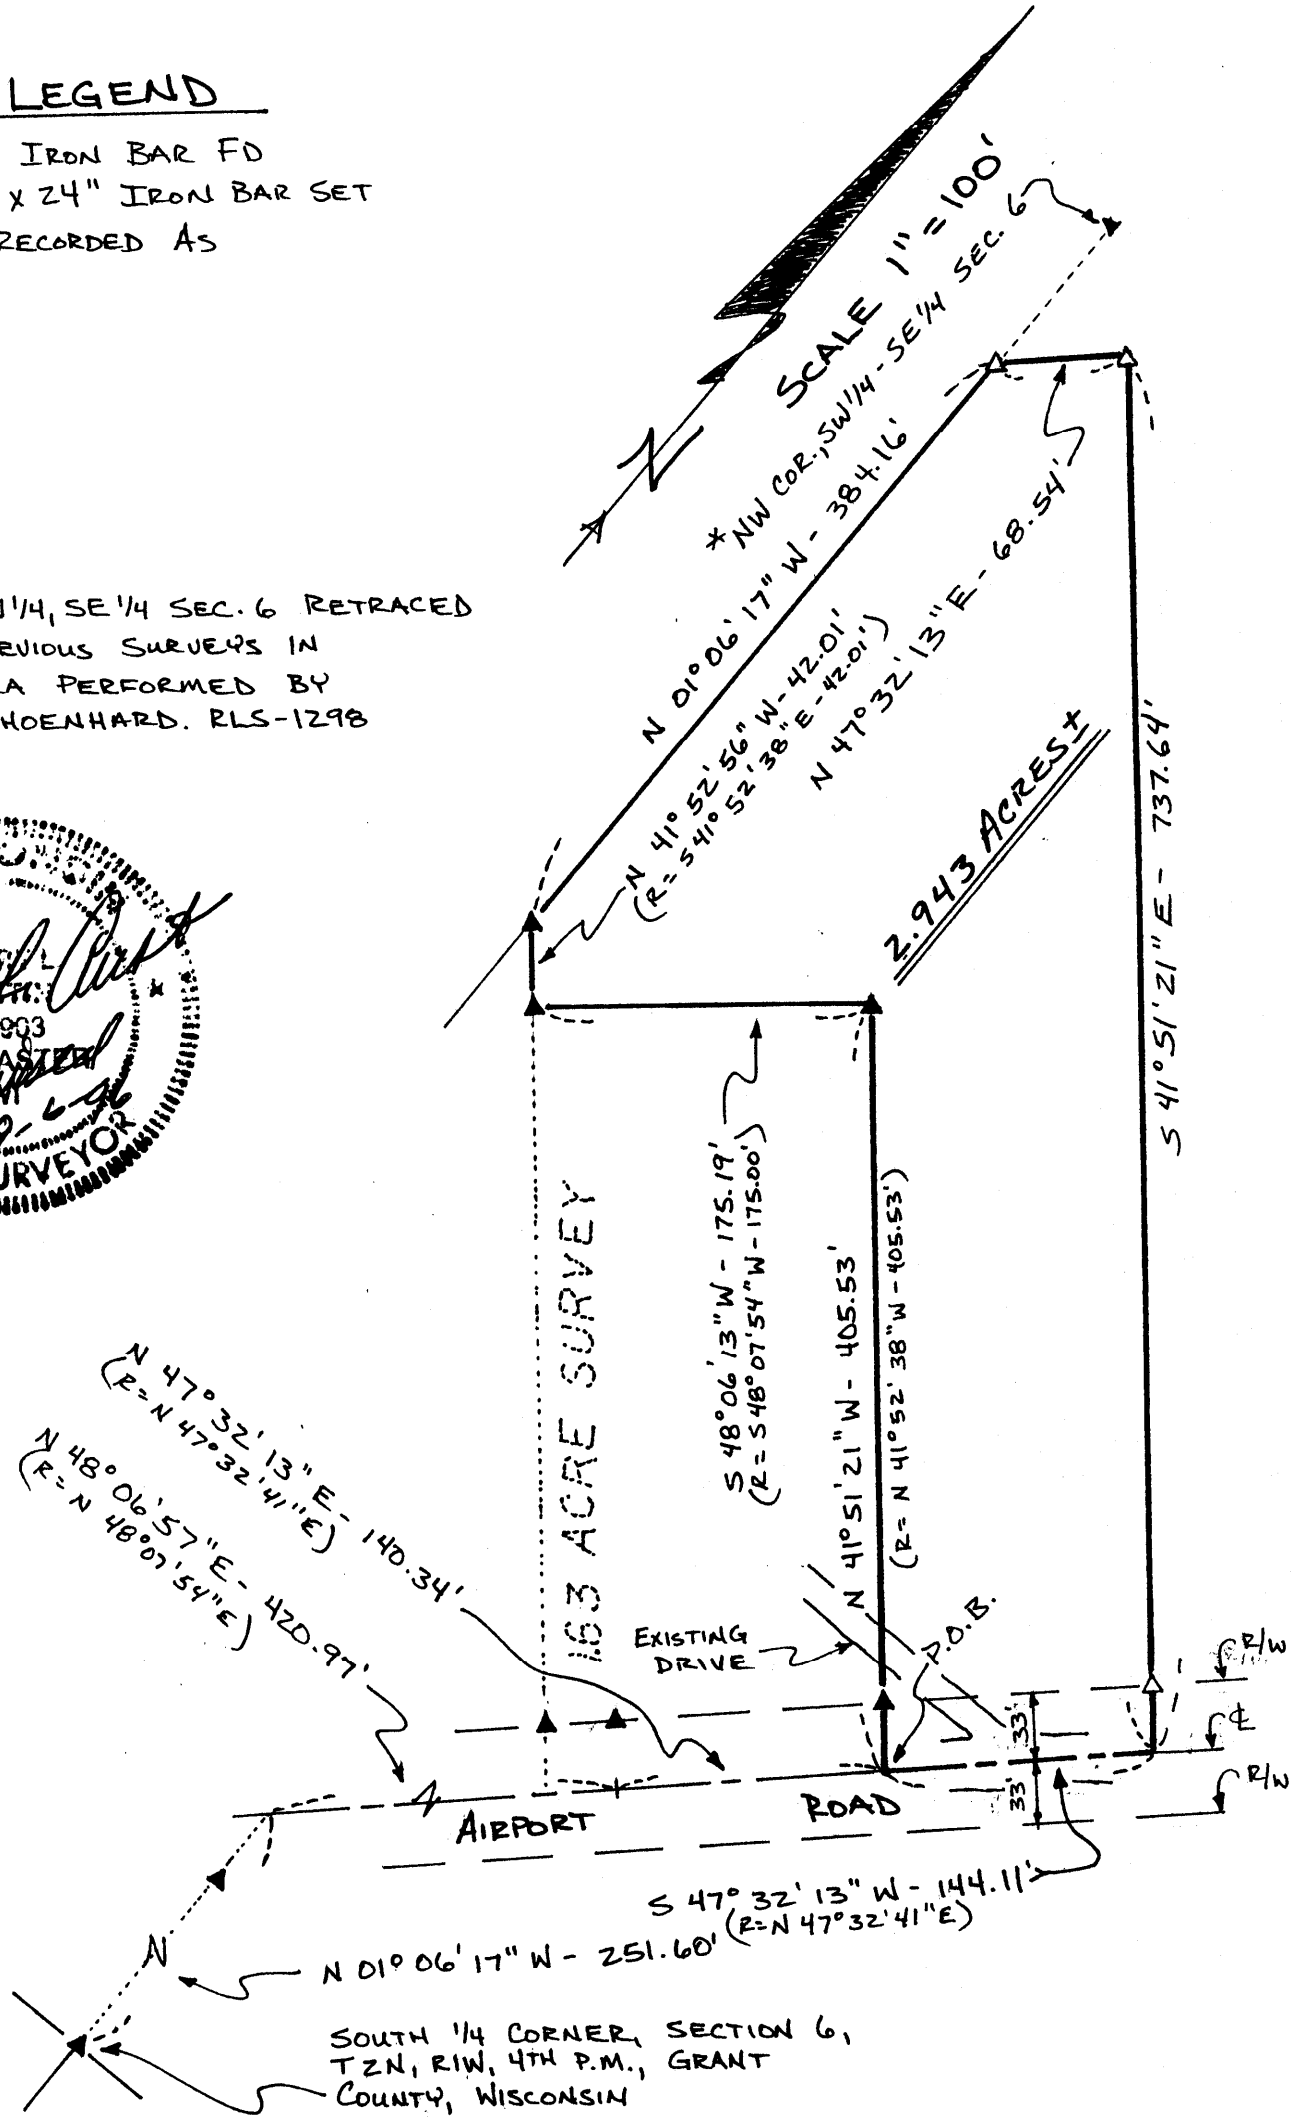 LEGEND
IRON BAR FD
X 24" IRON BAR SET
RECORDED AS
SCALE 1" = 100'
*NW COR., SW 1/4 - SE 1/4 SEC. 6
N
N 01° 06' 17" W - 384.16'
N 41° 52' 56" W - 42.01'
(R= S 41° 52' 38" E - 42.01')
N 47° 32' 13" E - 68.54'
1/4, SE 1/4 SEC. 6 RETRACED
EVIOUS SURVEYS IN
A PERFORMED BY
HOENHARD. RLS-1298
2.943 ACRES±
S 41° 51' 21" E - 737.64'
903
URVEYOR
S 48° 06' 13" W - 175.19'
(R= S 48° 07' 54" W - 175.00')
N 41° 51' 21" W - 405.53'
(R= N 41° 52' 38" W - 405.53')
1.63 ACRE SURVEY
N 47° 32' 13" E - 140.34'
(R= N 47° 32' 41" E)
N 48° 06' 57" E - 420.97'
(R= N 48° 07' 54" E)
EXISTING
DRIVE
P.O.B.
R/W
℄
R/W
33'
33'
AIRPORT ROAD
S 47° 32' 13" W - 144.11'
(R= N 47° 32' 41" E)
N
N 01° 06' 17" W - 251.60'
SOUTH 1/4 CORNER, SECTION 6,
T2N, R1W, 4TH P.M., GRANT
COUNTY, WISCONSIN